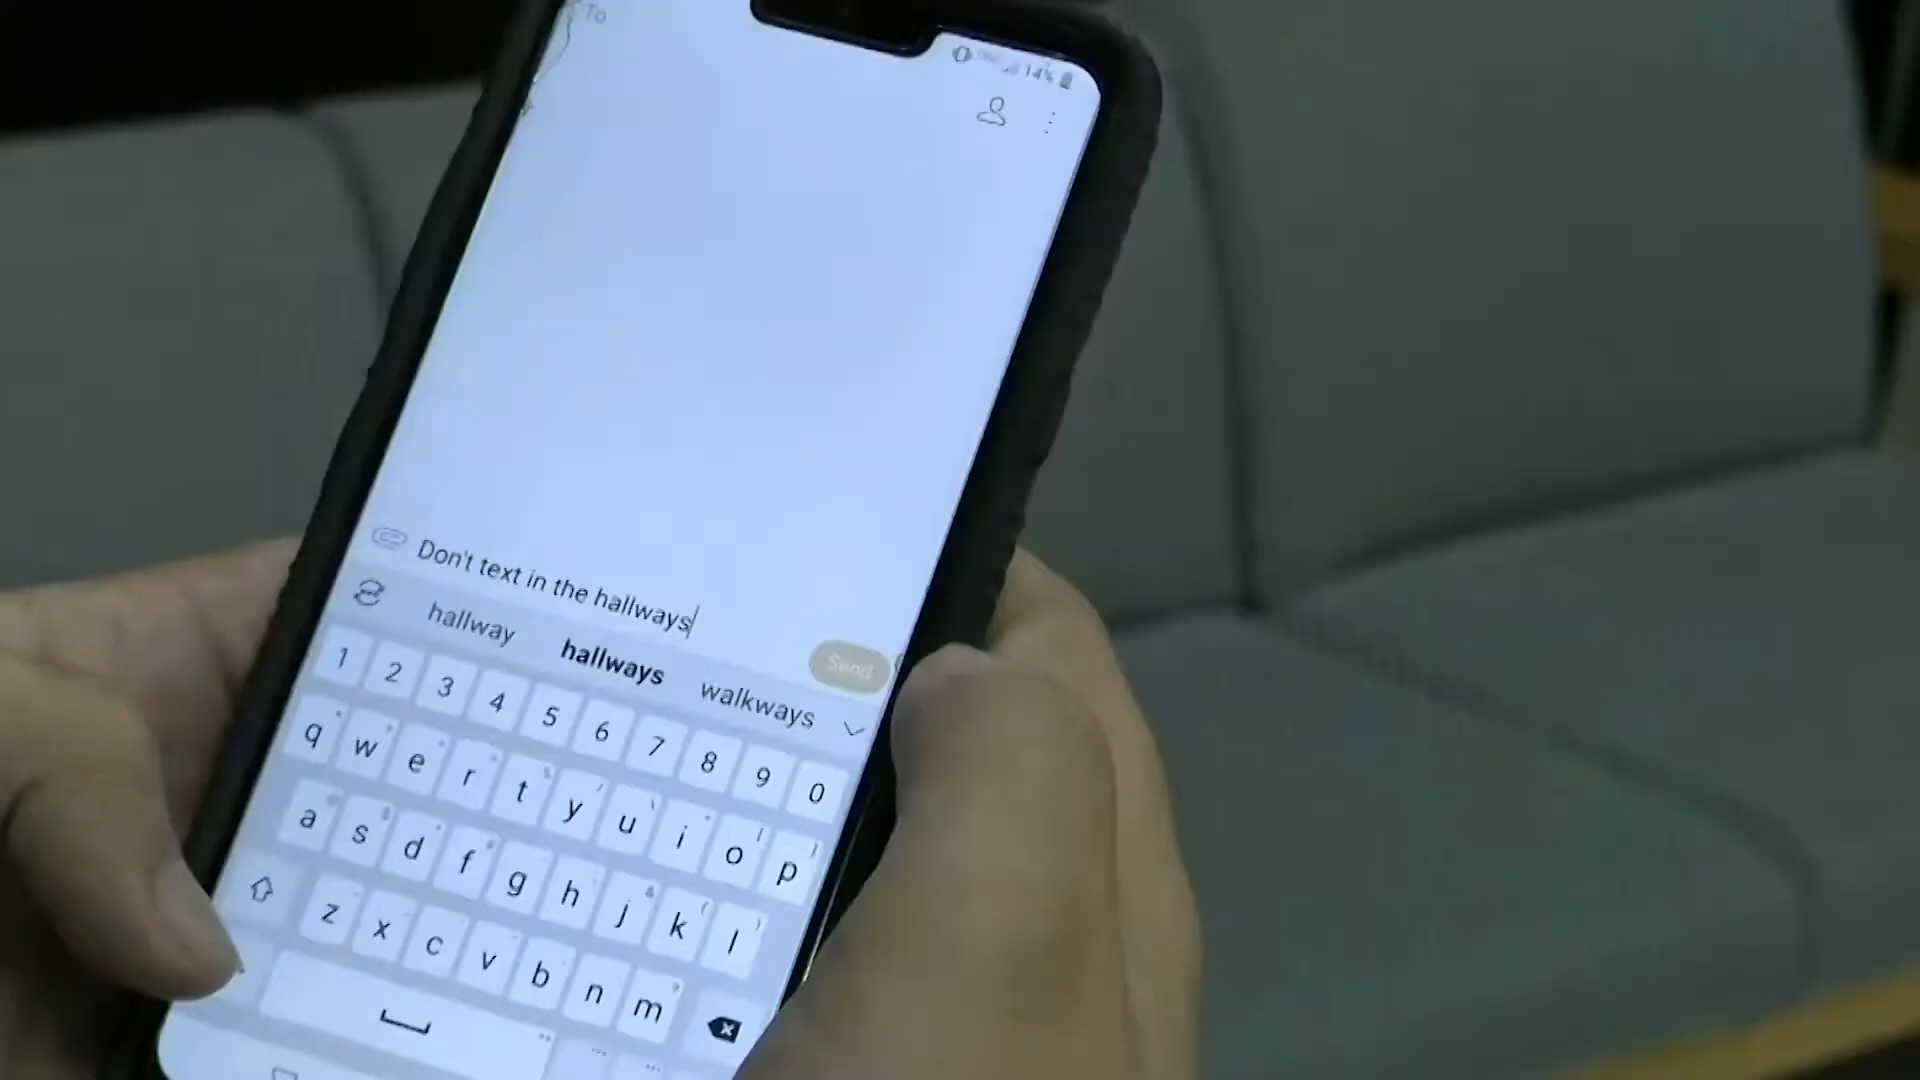 To
14%
Don't text in the hallways
Send
hallway hallways walkways
1 2 3 4 5 6 7 8 9 0
q w e r t y u i o p
a s d f g h j k l
z x c v b n m